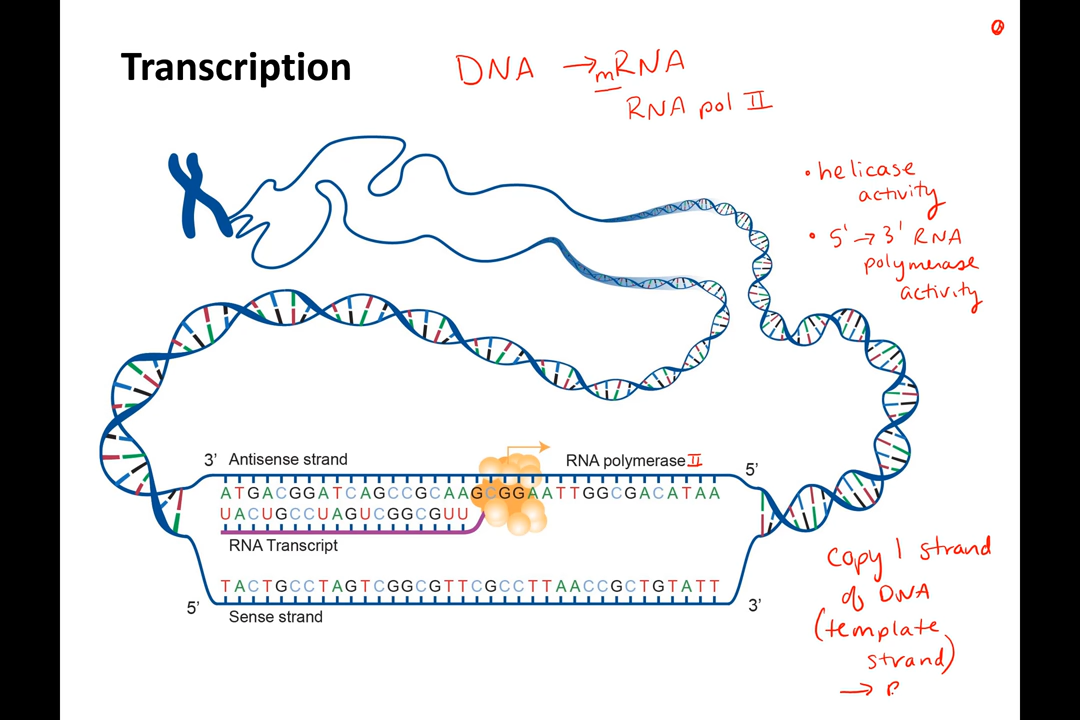 Transcription
DNA → mRNA
RNA pol II
• helicase
activity
• 5' → 3' RNA
polymerase
activity
3' Antisense strand
RNA polymerase II
5'
ATGACGGATCAGCCGCAAGCGGAATTGGCGACATAA
UACUGCCUAGUCGGCGUU
RNA Transcript
TACTGCCTAGTCGGCGTTCGCCTTAACCGCTGTATT
5'
3'
Sense strand
Copy 1 strand
of DNA
(template
strand)
→